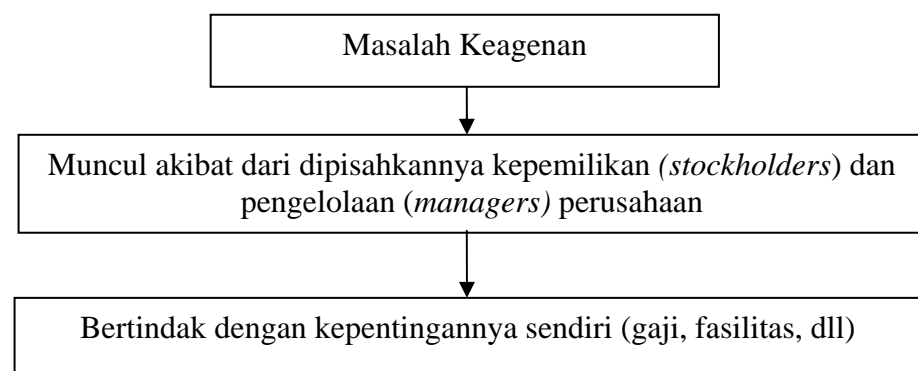 Masalah Keagenan
Muncul akibat dari dipisahkannya kepemilikan (stockholders) dan
pengelolaan (managers) perusahaan
Bertindak dengan kepentingannya sendiri (gaji, fasilitas, dll)